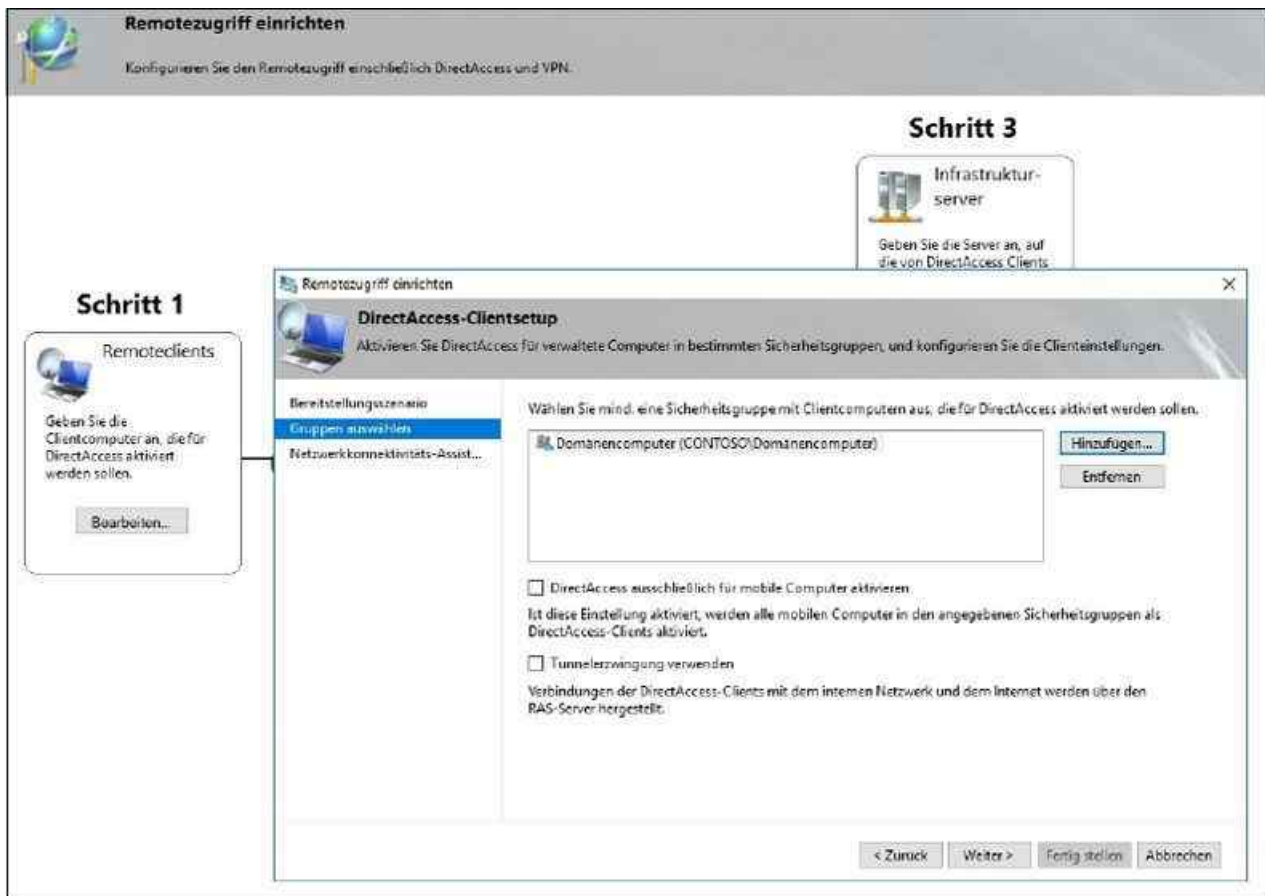 Remotezugriff einrichten
Konfigurieren Sie den Remotezugriff einschließlich DirectAccess und VPN.
Schritt 3
Infrastruktur-
server
Geben Sie die Server an, auf
die von DirectAccess Clients
Schritt 1
Remoteclients
Geben Sie die
Clientcomputer an, die für
DirectAccess aktiviert
werden sollen.
Bearbeiten...
Remotezugriff einrichten
DirectAccess-Clientsetup
Aktivieren Sie DirectAccess für verwaltete Computer in bestimmten Sicherheitsgruppen, und konfigurieren Sie die Clienteinstellungen.
Bereitstellungsszenario
Gruppen auswählen
Netzwerkkonnektivitäts-Assist...
Wählen Sie mind. eine Sicherheitsgruppe mit Clientcomputern aus, die für DirectAccess aktiviert werden sollen.
Domänencomputer (CONTOSO\Domänencomputer)
Hinzufügen...
Entfernen
DirectAccess ausschließlich für mobile Computer aktivieren
Ist diese Einstellung aktiviert, werden alle mobilen Computer in den angegebenen Sicherheitsgruppen als
DirectAccess-Clients aktiviert.
Tunnelerzwingung verwenden
Verbindungen der DirectAccess-Clients mit dem internen Netzwerk und dem Internet werden über den
RAS-Server hergestellt.
< Zurück
Weiter >
Fertig stellen
Abbrechen